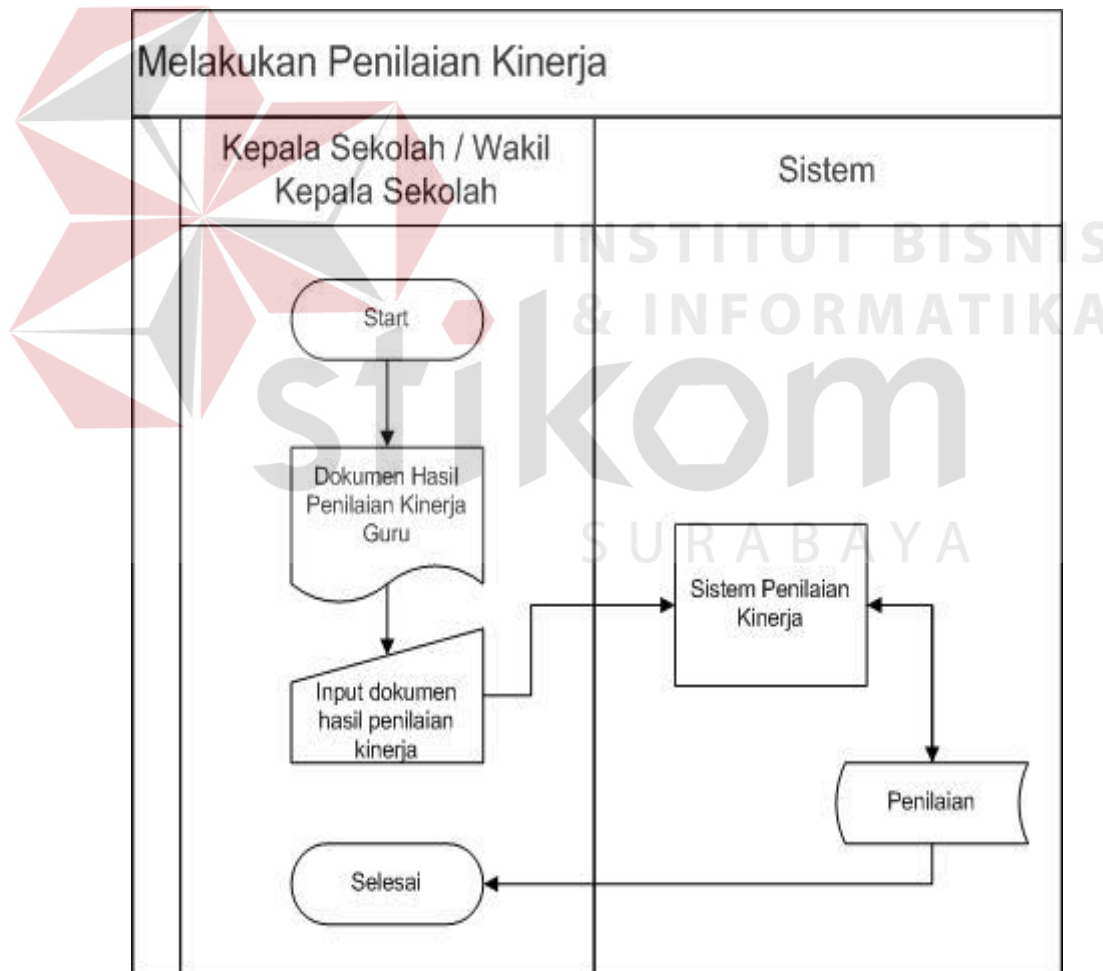 Melakukan Penilaian Kinerja
Kepala Sekolah / Wakil
Kepala Sekolah
Sistem
INSTITUT BISNIS
& INFORMATIKA
stikom
SURABAYA
Start
Dokumen Hasil
Penilaian Kinerja
Guru
Sistem Penilaian
Kinerja
Input dokumen
hasil penilaian
kinerja
Penilaian
Selesai